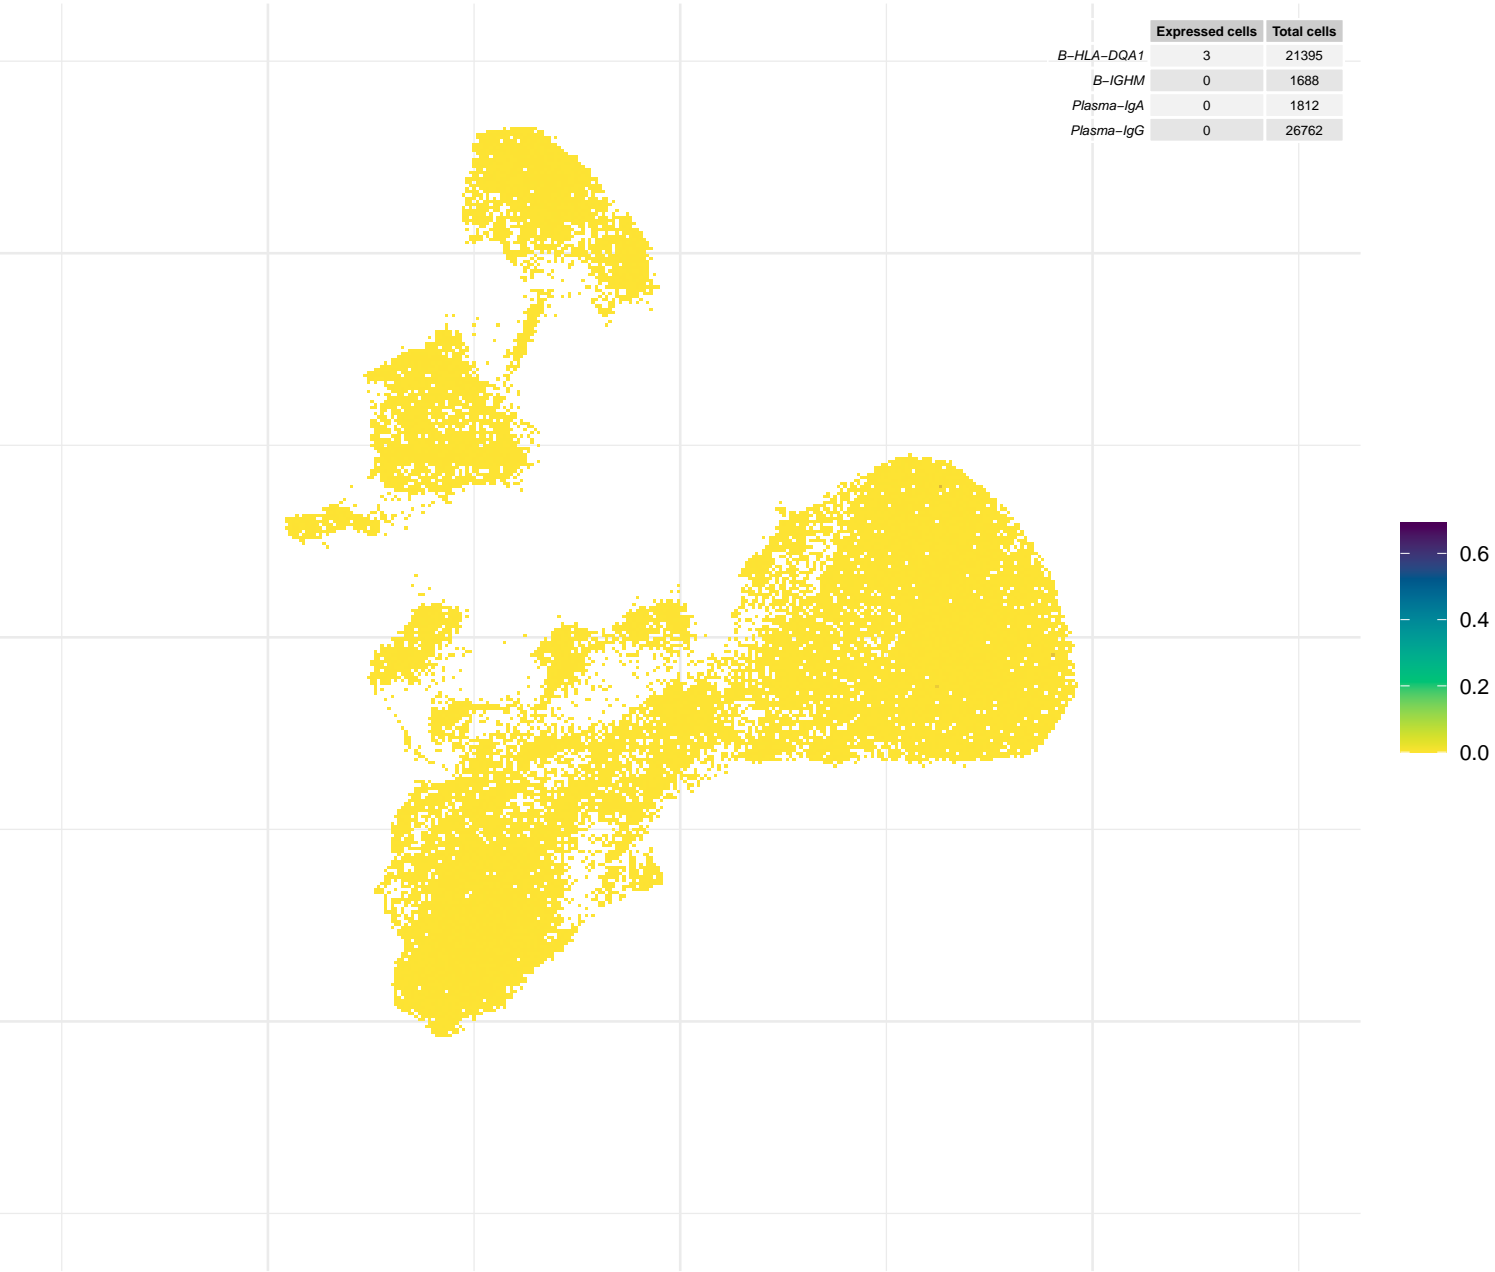 Expressed cells Total cells
B−HLA−DQA1 3 21395
B−IGHM 0 1688
Plasma−IgA 0 1812
Plasma−IgG 0 26762
0.6
0.4
0.2
0.0